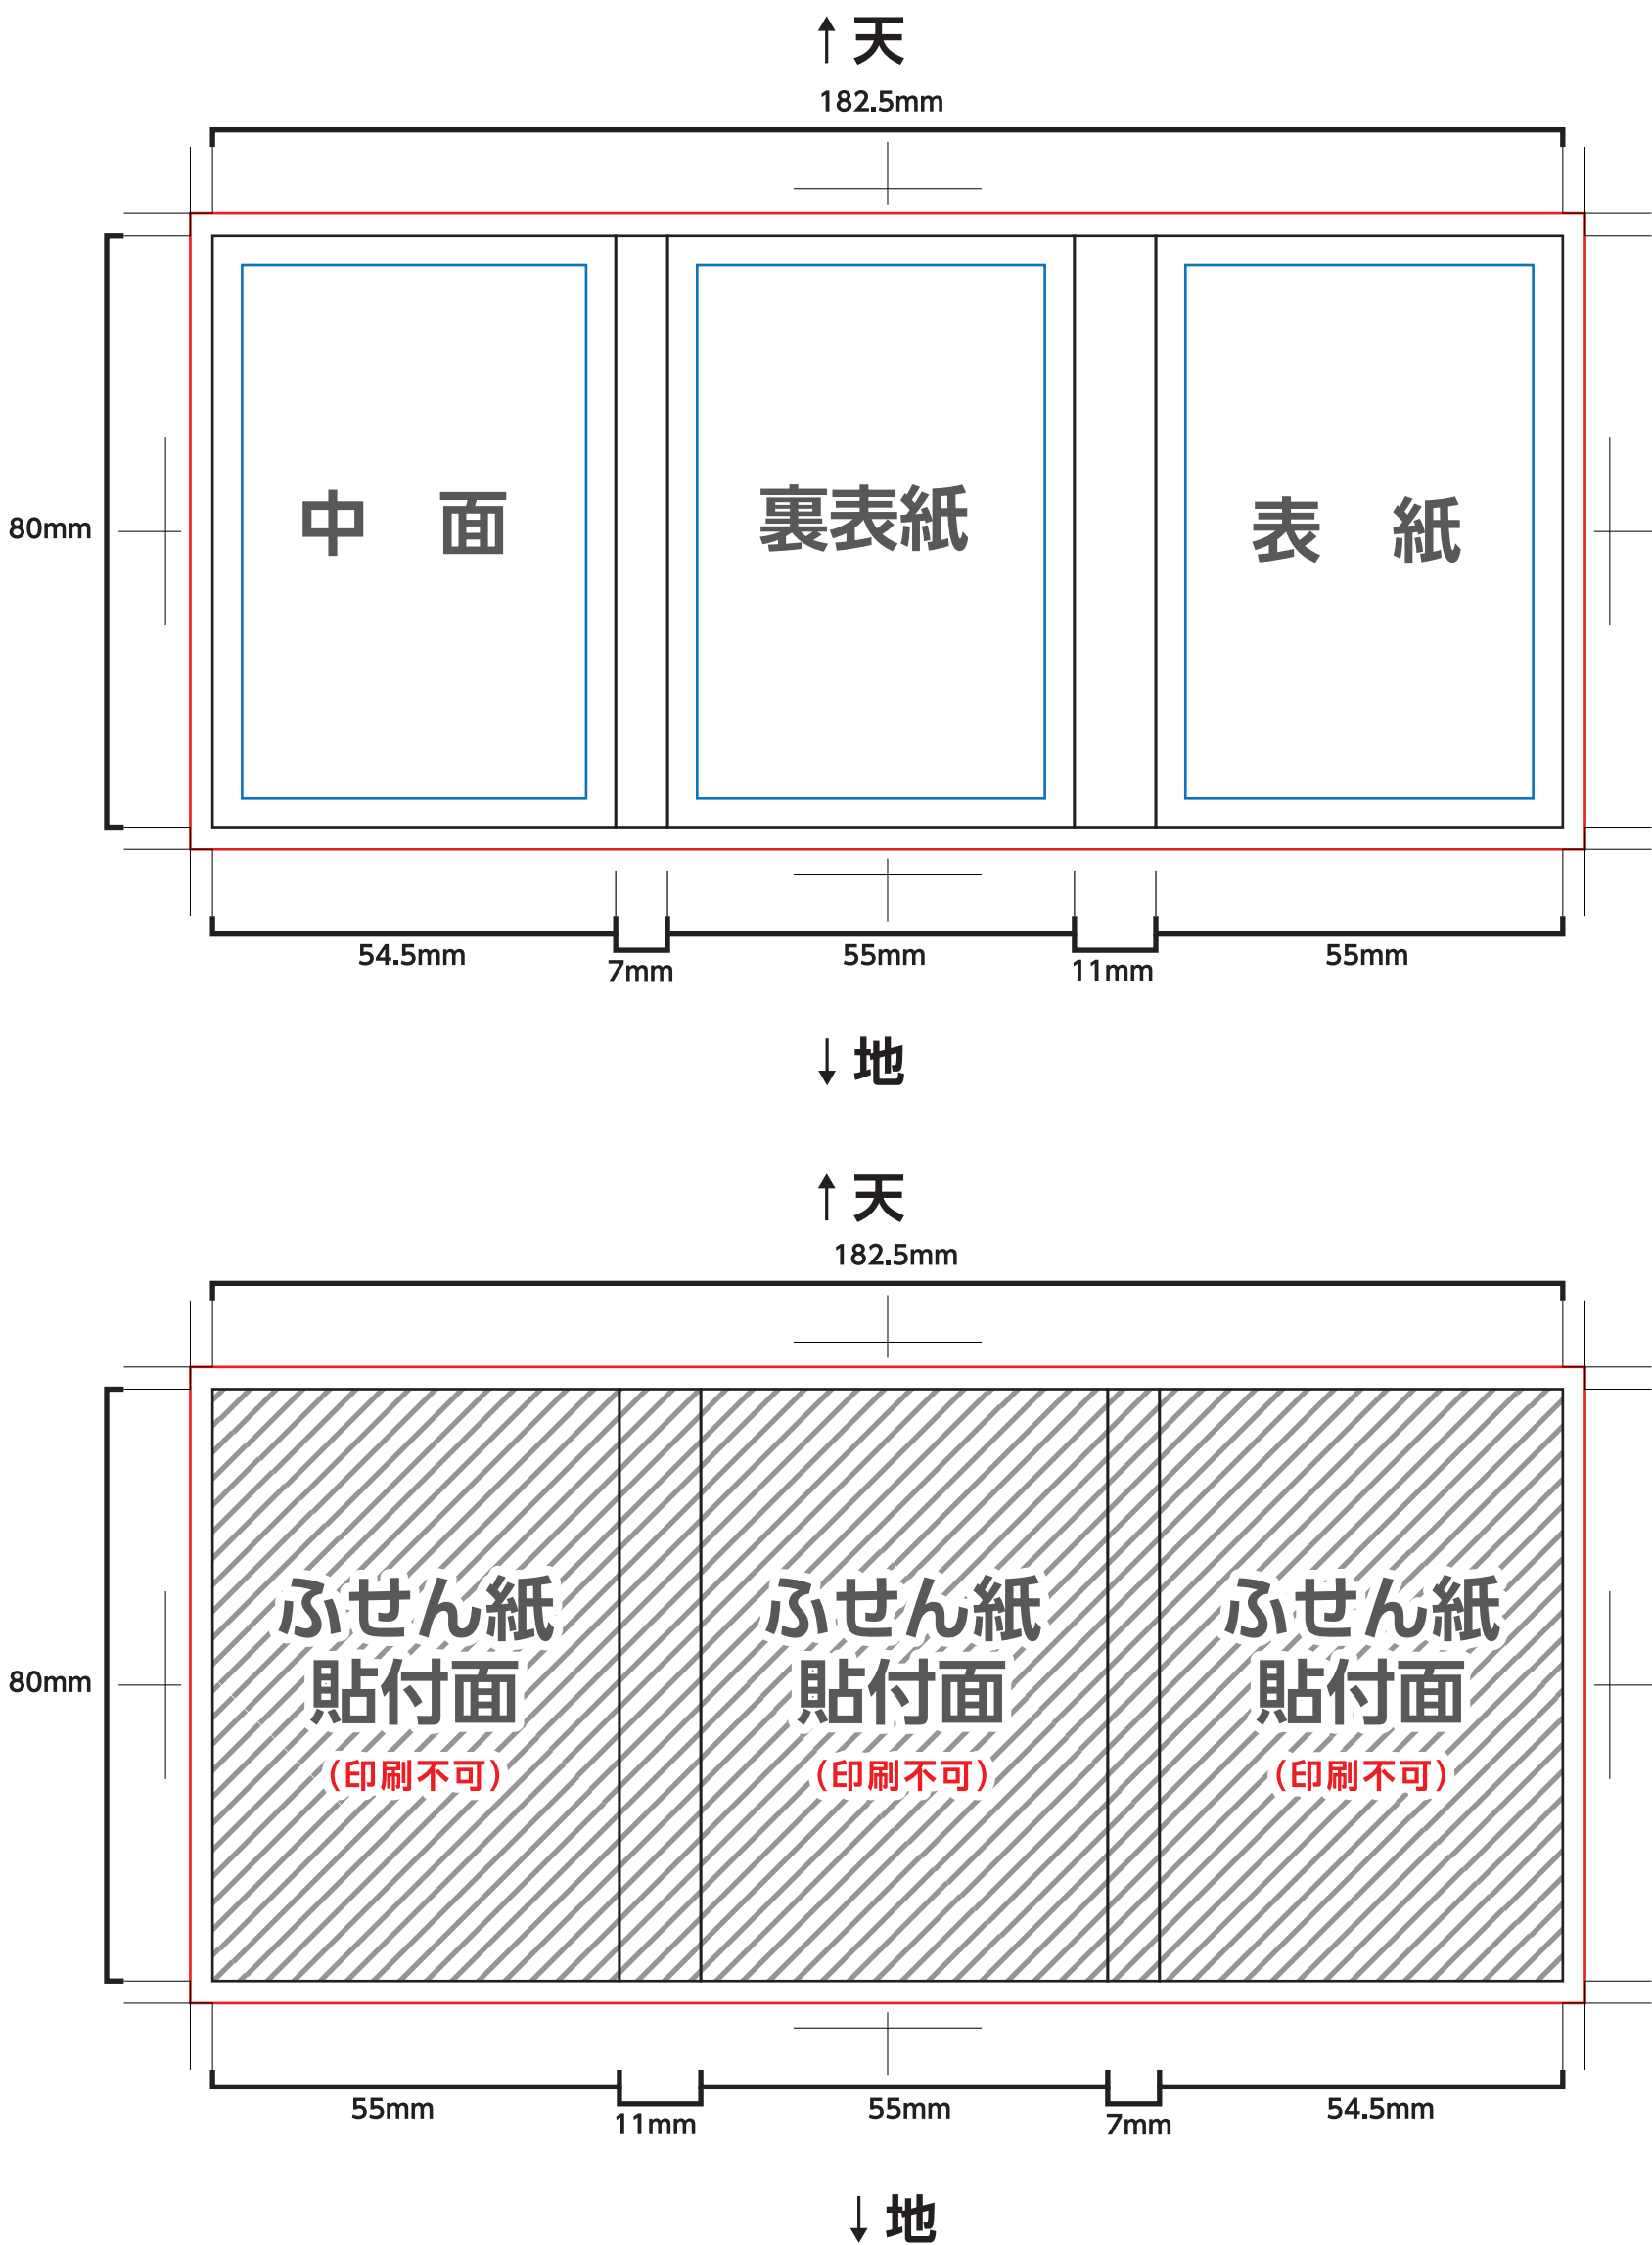 ↑ 天
182.5mm
80mm
中　面
裏表紙
表　紙
54.5mm
7mm
55mm
11mm
55mm
↓ 地
↑ 天
182.5mm
80mm
ふせん紙
貼付面
(印刷不可)
ふせん紙
貼付面
(印刷不可)
ふせん紙
貼付面
(印刷不可)
55mm
11mm
55mm
7mm
54.5mm
↓ 地